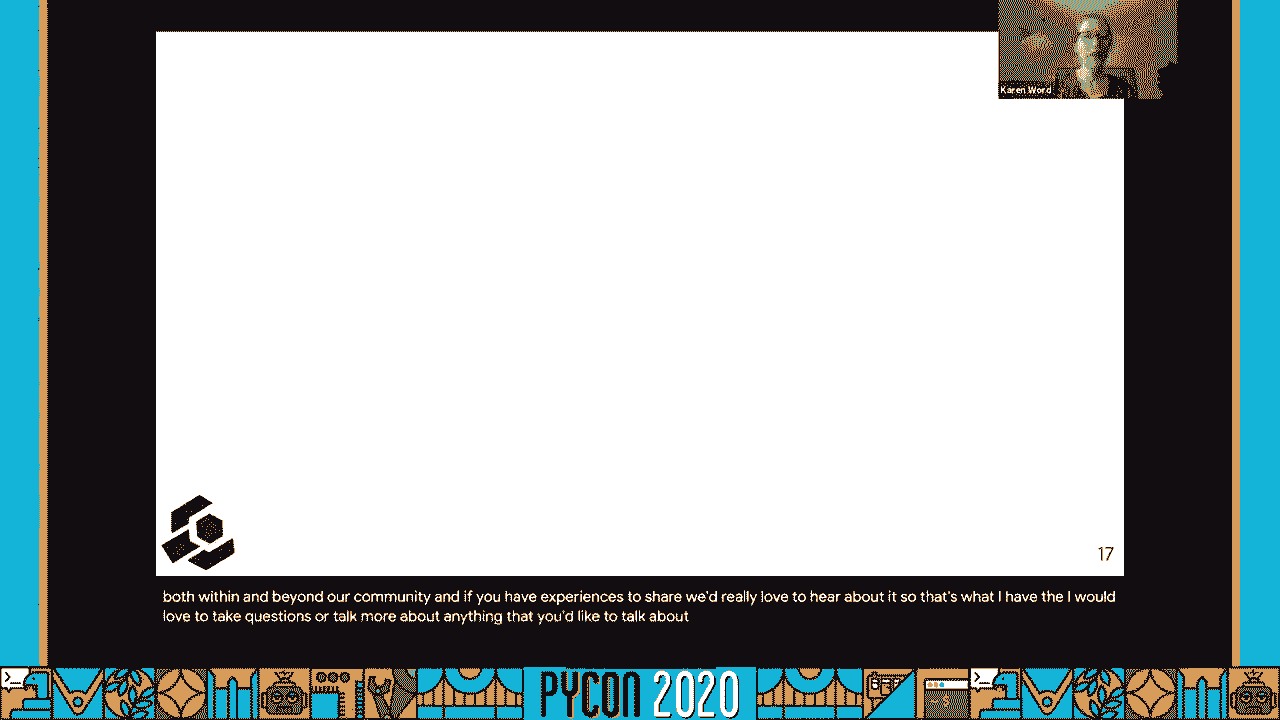 Karen Word
17
both within and beyond our community and if you have experiences to share we'd really love to hear about it so that's what I have the I would
love to take questions or talk more about anything that you'd like to talk about
PYCON 2020